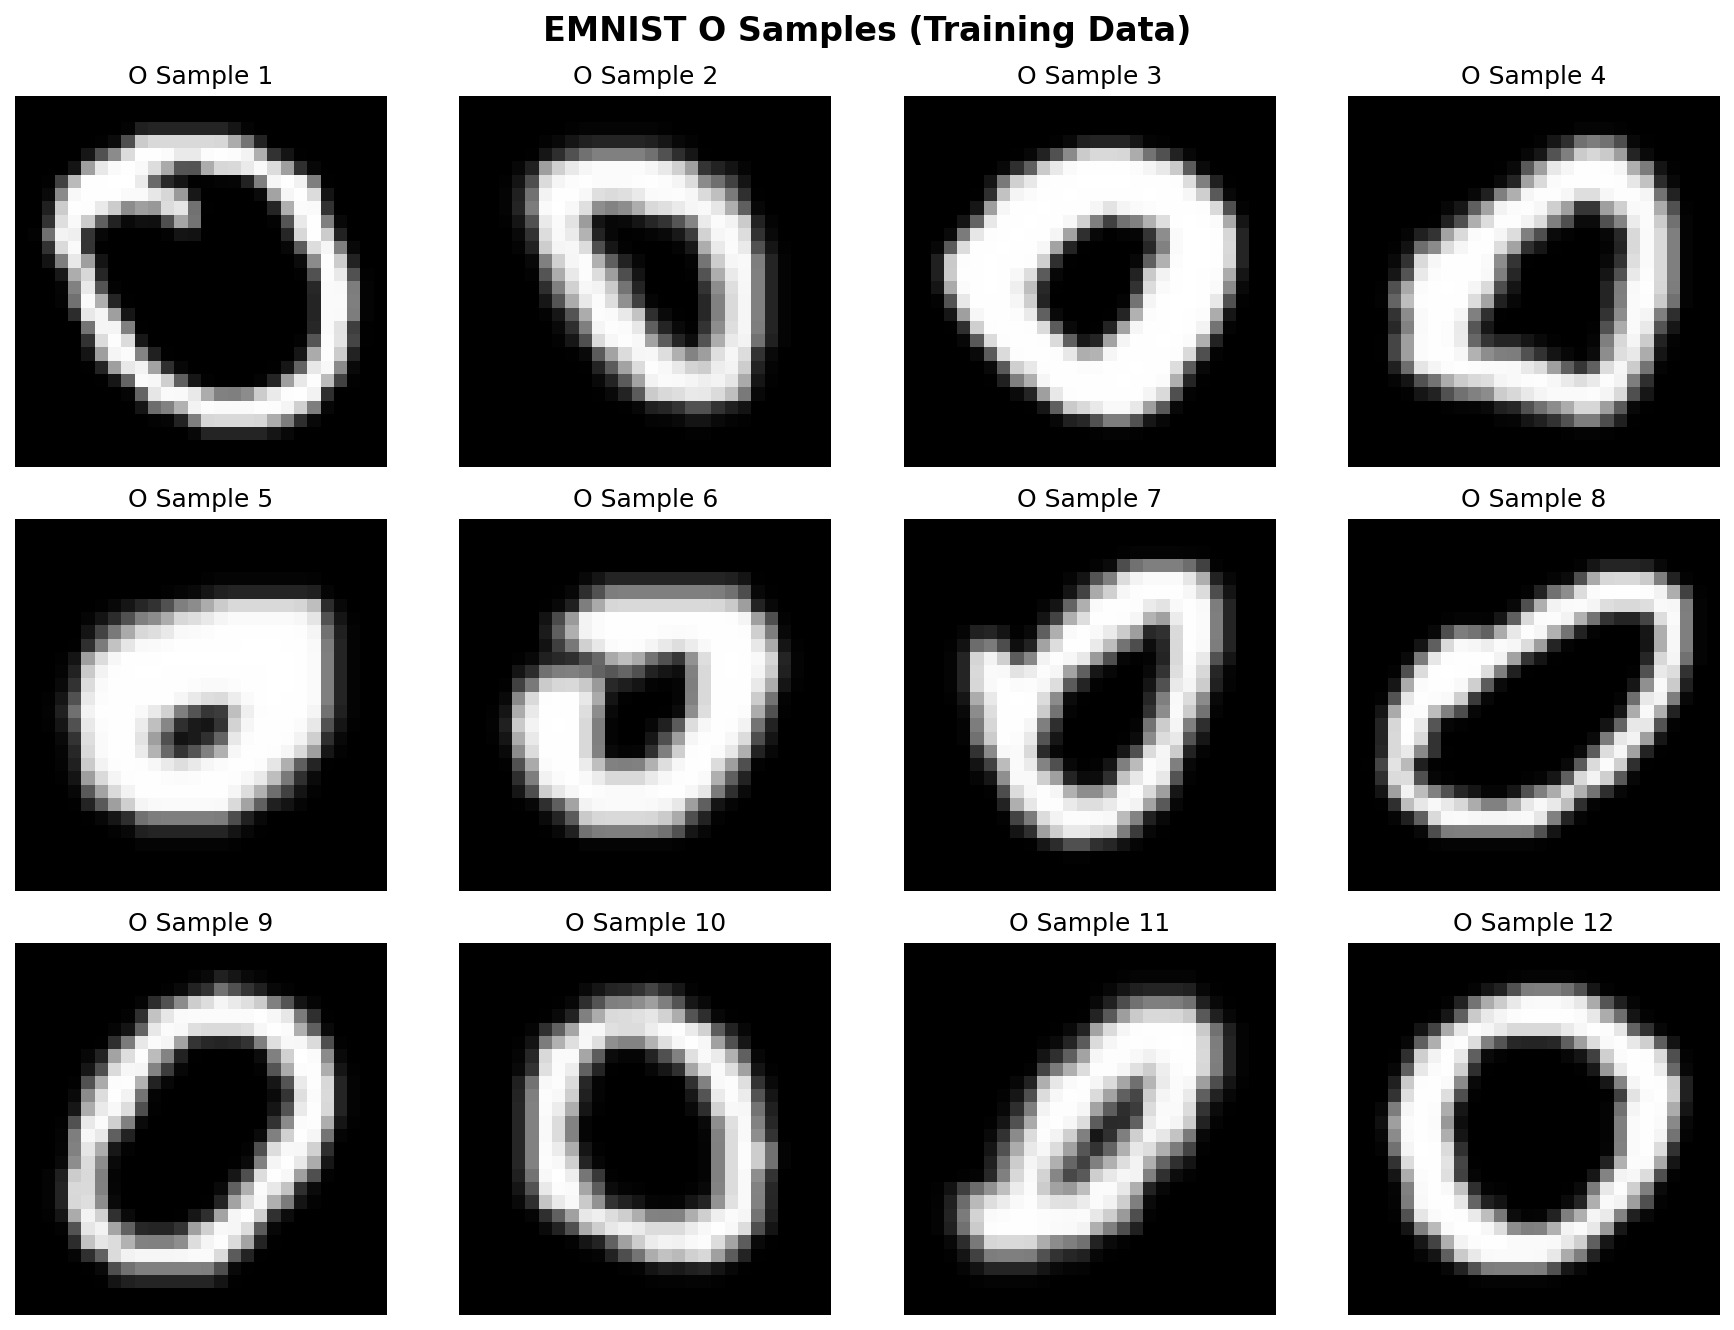 EMNIST O Samples (Training Data)
O Sample 1 O Sample 2 O Sample 3 O Sample 4
O O O O
O Sample 5 O Sample 6 O Sample 7 O Sample 8
O O O O
O Sample 9 O Sample 10 O Sample 11 O Sample 12
O O O O